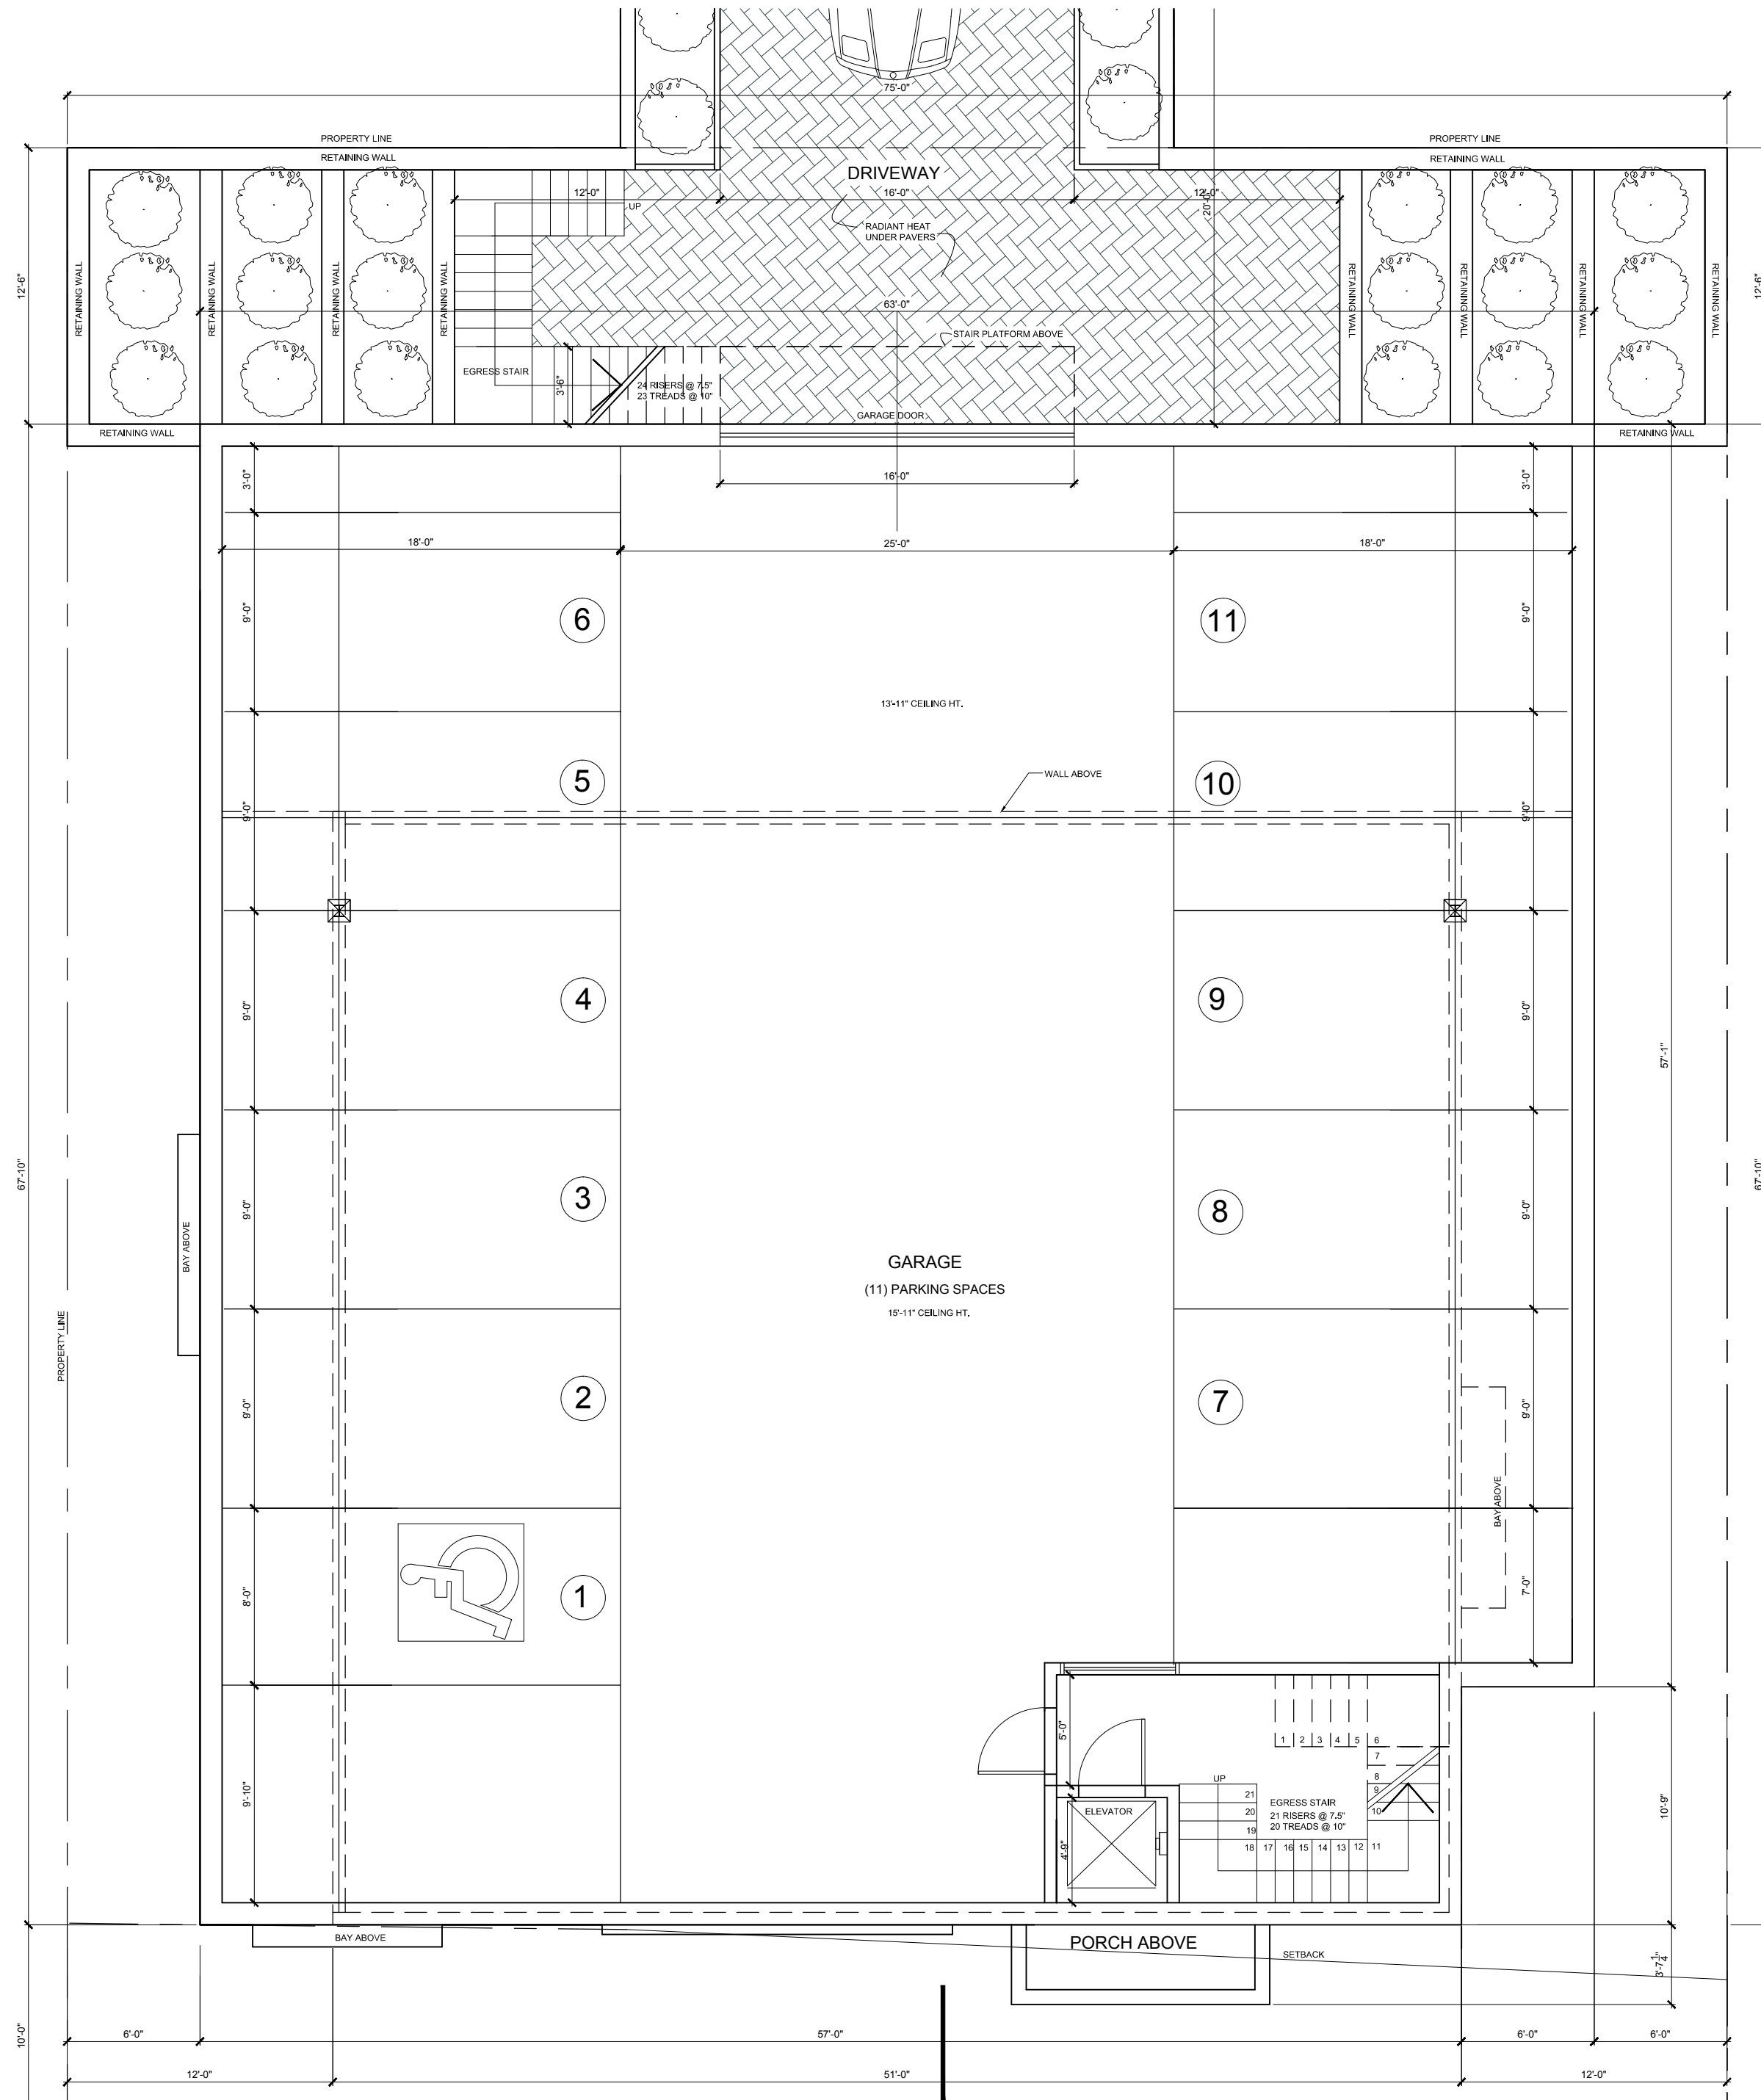 75'-0"
PROPERTY LINE
PROPERTY LINE
RETAINING WALL
RETAINING WALL
DRIVEWAY
12'-0"
16'-0"
12'-0"
20'-0"
UP
RADIANT HEAT
UNDER PAVERS
12'-6"
12'-6"
RETAINING WALL
RETAINING WALL
RETAINING WALL
RETAINING WALL
RETAINING WALL
RETAINING WALL
RETAINING WALL
RETAINING WALL
63'-0"
STAIR PLATFORM ABOVE
EGRESS STAIR
3'-6"
24 RISERS @ 7.5"
23 TREADS @ 10"
GARAGE DOOR
RETAINING WALL
RETAINING WALL
3'-0"
16'-0"
3'-0"
18'-0"
25'-0"
18'-0"
9'-0"
6
11
9'-0"
13'-11" CEILING HT.
5
10
WALL ABOVE
9'-0"
9'-0"
9'-0"
4
9
9'-0"
57'-1"
67'-10"
67'-10"
9'-0"
3
8
9'-0"
BAY ABOVE
GARAGE
(11) PARKING SPACES
15'-11" CEILING HT.
PROPERTY LINE
9'-0"
2
7
9'-0"
BAY ABOVE
8'-0"
1
7'-0"
5'-0"
1 2 3 4 5 6
7
8
9
10
UP
21
20
19
18 17 16 15 14 13 12 11
EGRESS STAIR
21 RISERS @ 7.5"
20 TREADS @ 10"
ELEVATOR
4'-9"
9'-10"
10'-9"
BAY ABOVE
PORCH ABOVE
SETBACK
3'-7 1/4"
10'-0"
6'-0"
57'-0"
6'-0"
6'-0"
12'-0"
51'-0"
12'-0"